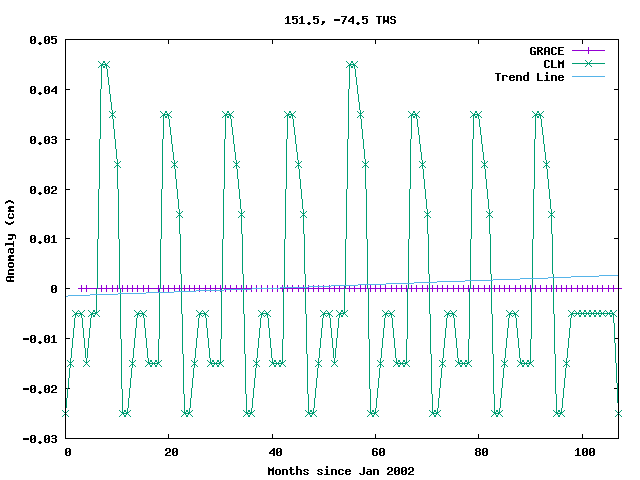 151.5, -74.5 TWS
GRACE
CLM
Trend Line
0.05
0.04
0.03
0.02
0.01
0
-0.01
-0.02
-0.03
Anomaly (cm)
0 20 40 60 80 100
Months since Jan 2002